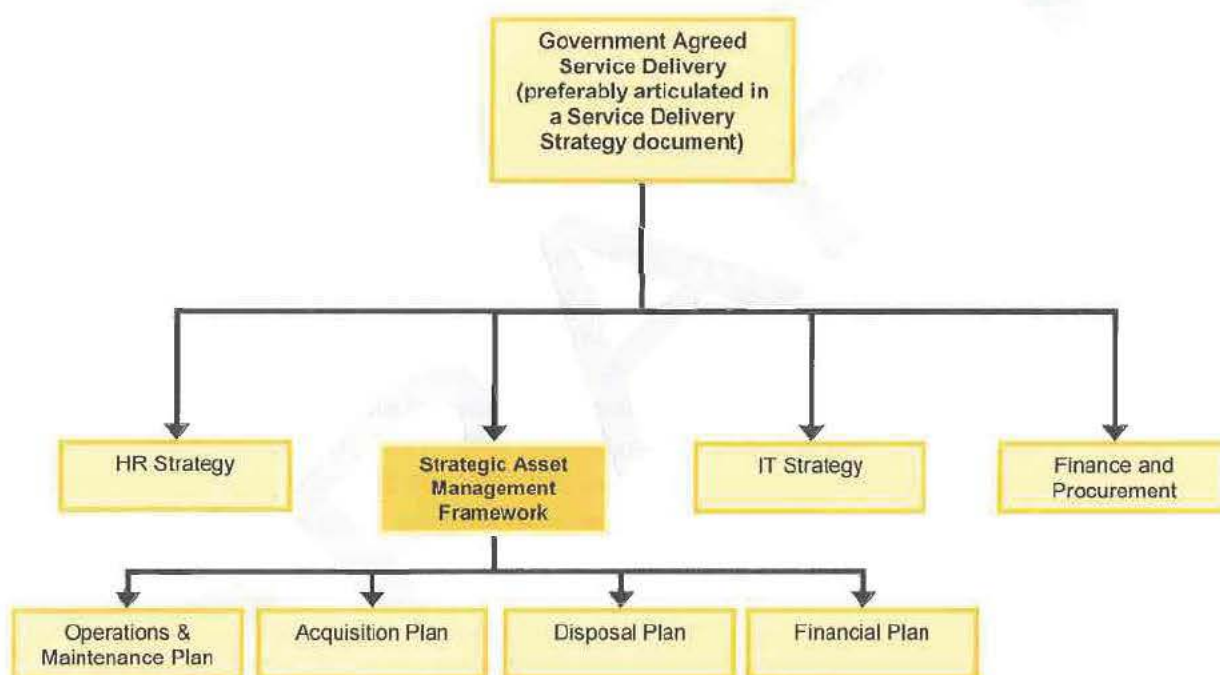 Government Agreed
Service Delivery
(preferably articulated in
a Service Delivery
Strategy document)
HR Strategy
Strategic Asset
Management
Framework
IT Strategy
Finance and
Procurement
Operations &
Maintenance Plan
Acquisition Plan
Disposal Plan
Financial Plan